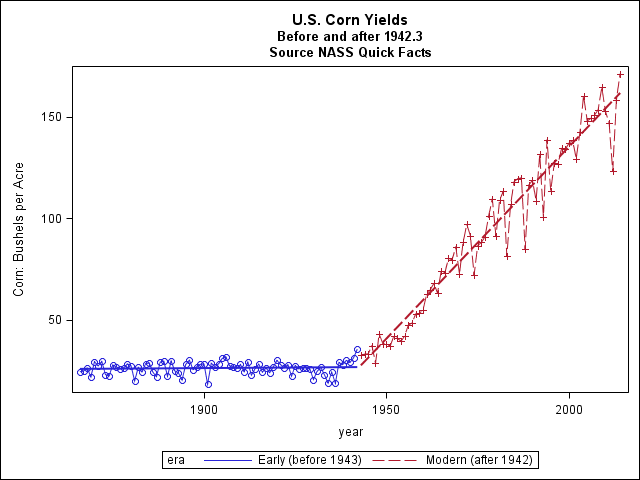 U.S. Corn Yields
Before and after 1942.3
Source NASS Quick Facts
150
100
50
Corn: Bushels per Acre
1900 1950 2000
year
era Early (before 1943) Modern (after 1942)